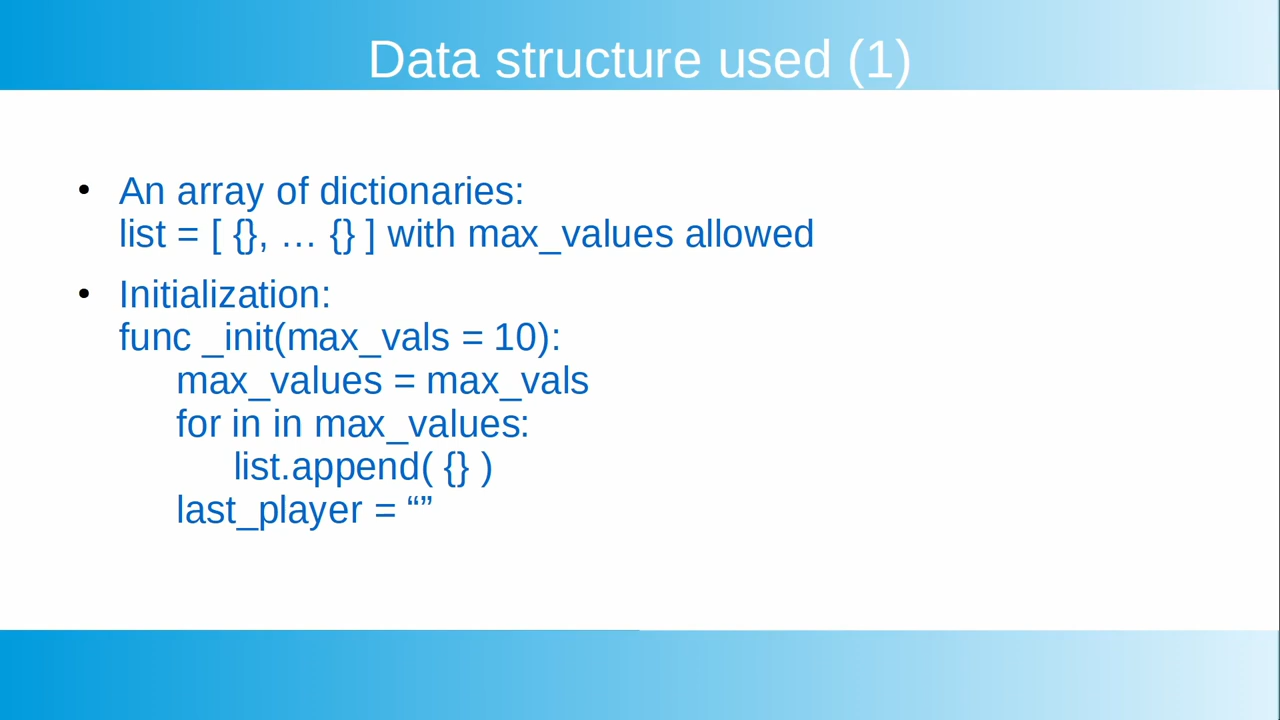 Data structure used (1)
• An array of dictionaries:
list = [ {}, … {} ] with max_values allowed
• Initialization:
func _init(max_vals = 10):
max_values = max_vals
for in in max_values:
list.append( {} )
last_player = “”